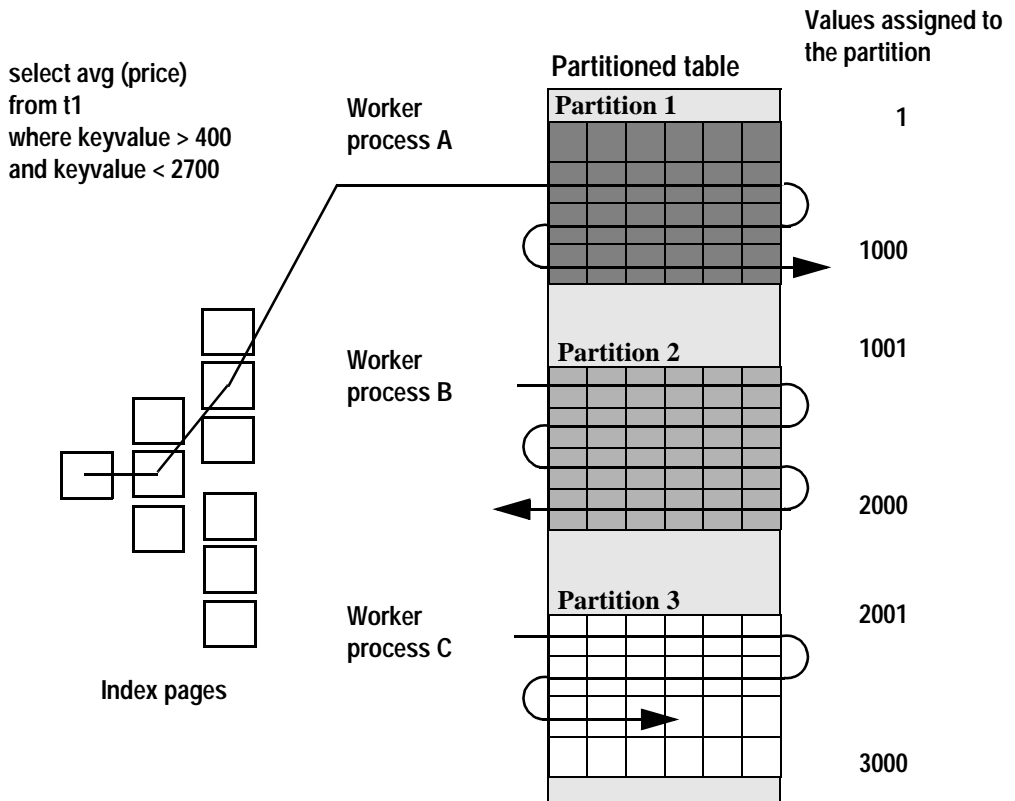 select avg (price)
from t1
where keyvalue > 400
and keyvalue < 2700
Values assigned to
the partition
Partitioned table
Worker
process A
Partition 1
1
1000
Worker
process B
Partition 2
1001
2000
Worker
process C
Partition 3
2001
3000
Index pages